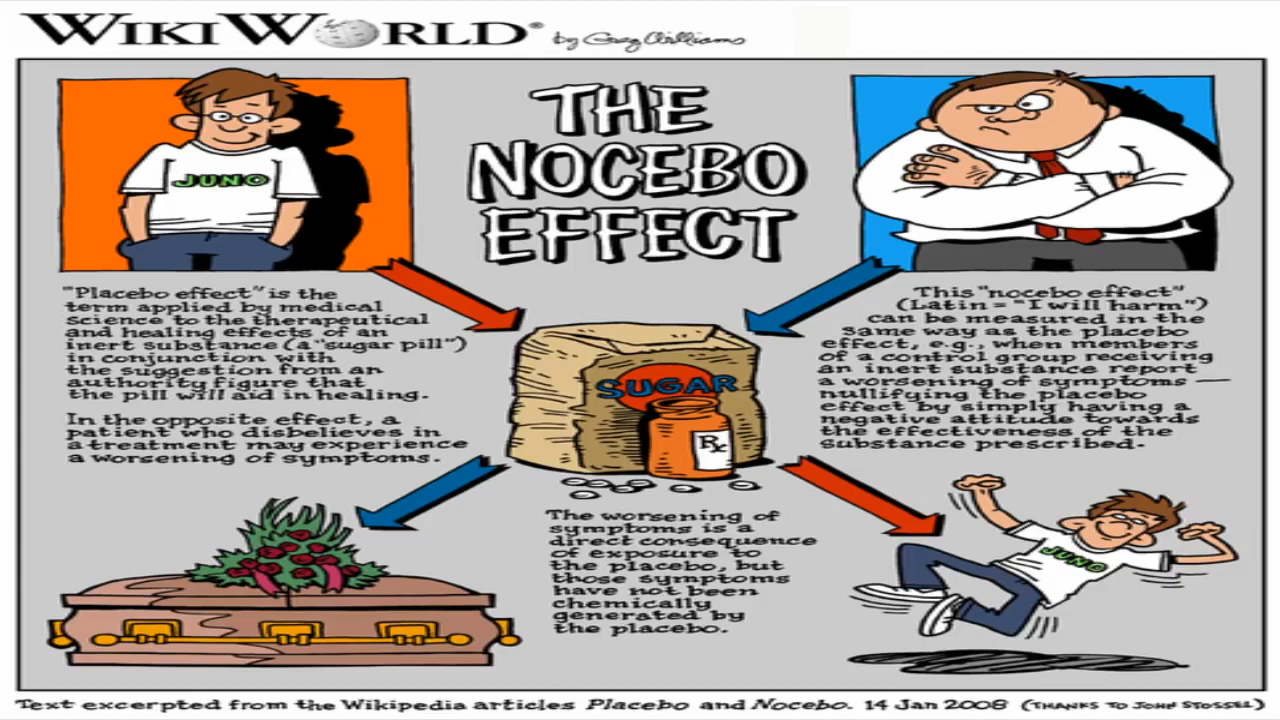 WIKIWORLD®
by Greg Williams
THE
NOCEBO
EFFECT
JUNO
"Placebo effect" is the
term applied by medical
science to the therapeutical
and healing effects of an
inert substance (a "sugar pill")
in conjunction with
the suggestion from an
authority figure that
the pill will aid in healing.
In the opposite effect, a
patient who disbelieves in
a treatment may experience
a worsening of symptoms.
This "nocebo effect"
(Latin = "I will harm")
can be measured in the
same way as the placebo
effect, e.g., when members
of a control group receiving
an inert substance report
a worsening of symptoms —
nullifying the placebo
effect by simply having a
negative attitude towards
the effectiveness of the
substance prescribed.
SUGAR
Rx
The worsening of
symptoms is a
direct consequence
of exposure to
the placebo, but
those symptoms
have not been
chemically
generated by
the placebo.
JUNO
Text excerpted from the Wikipedia articles Placebo and Nocebo. 14 Jan 2008 (THANKS TO JOHN STOSSEL)